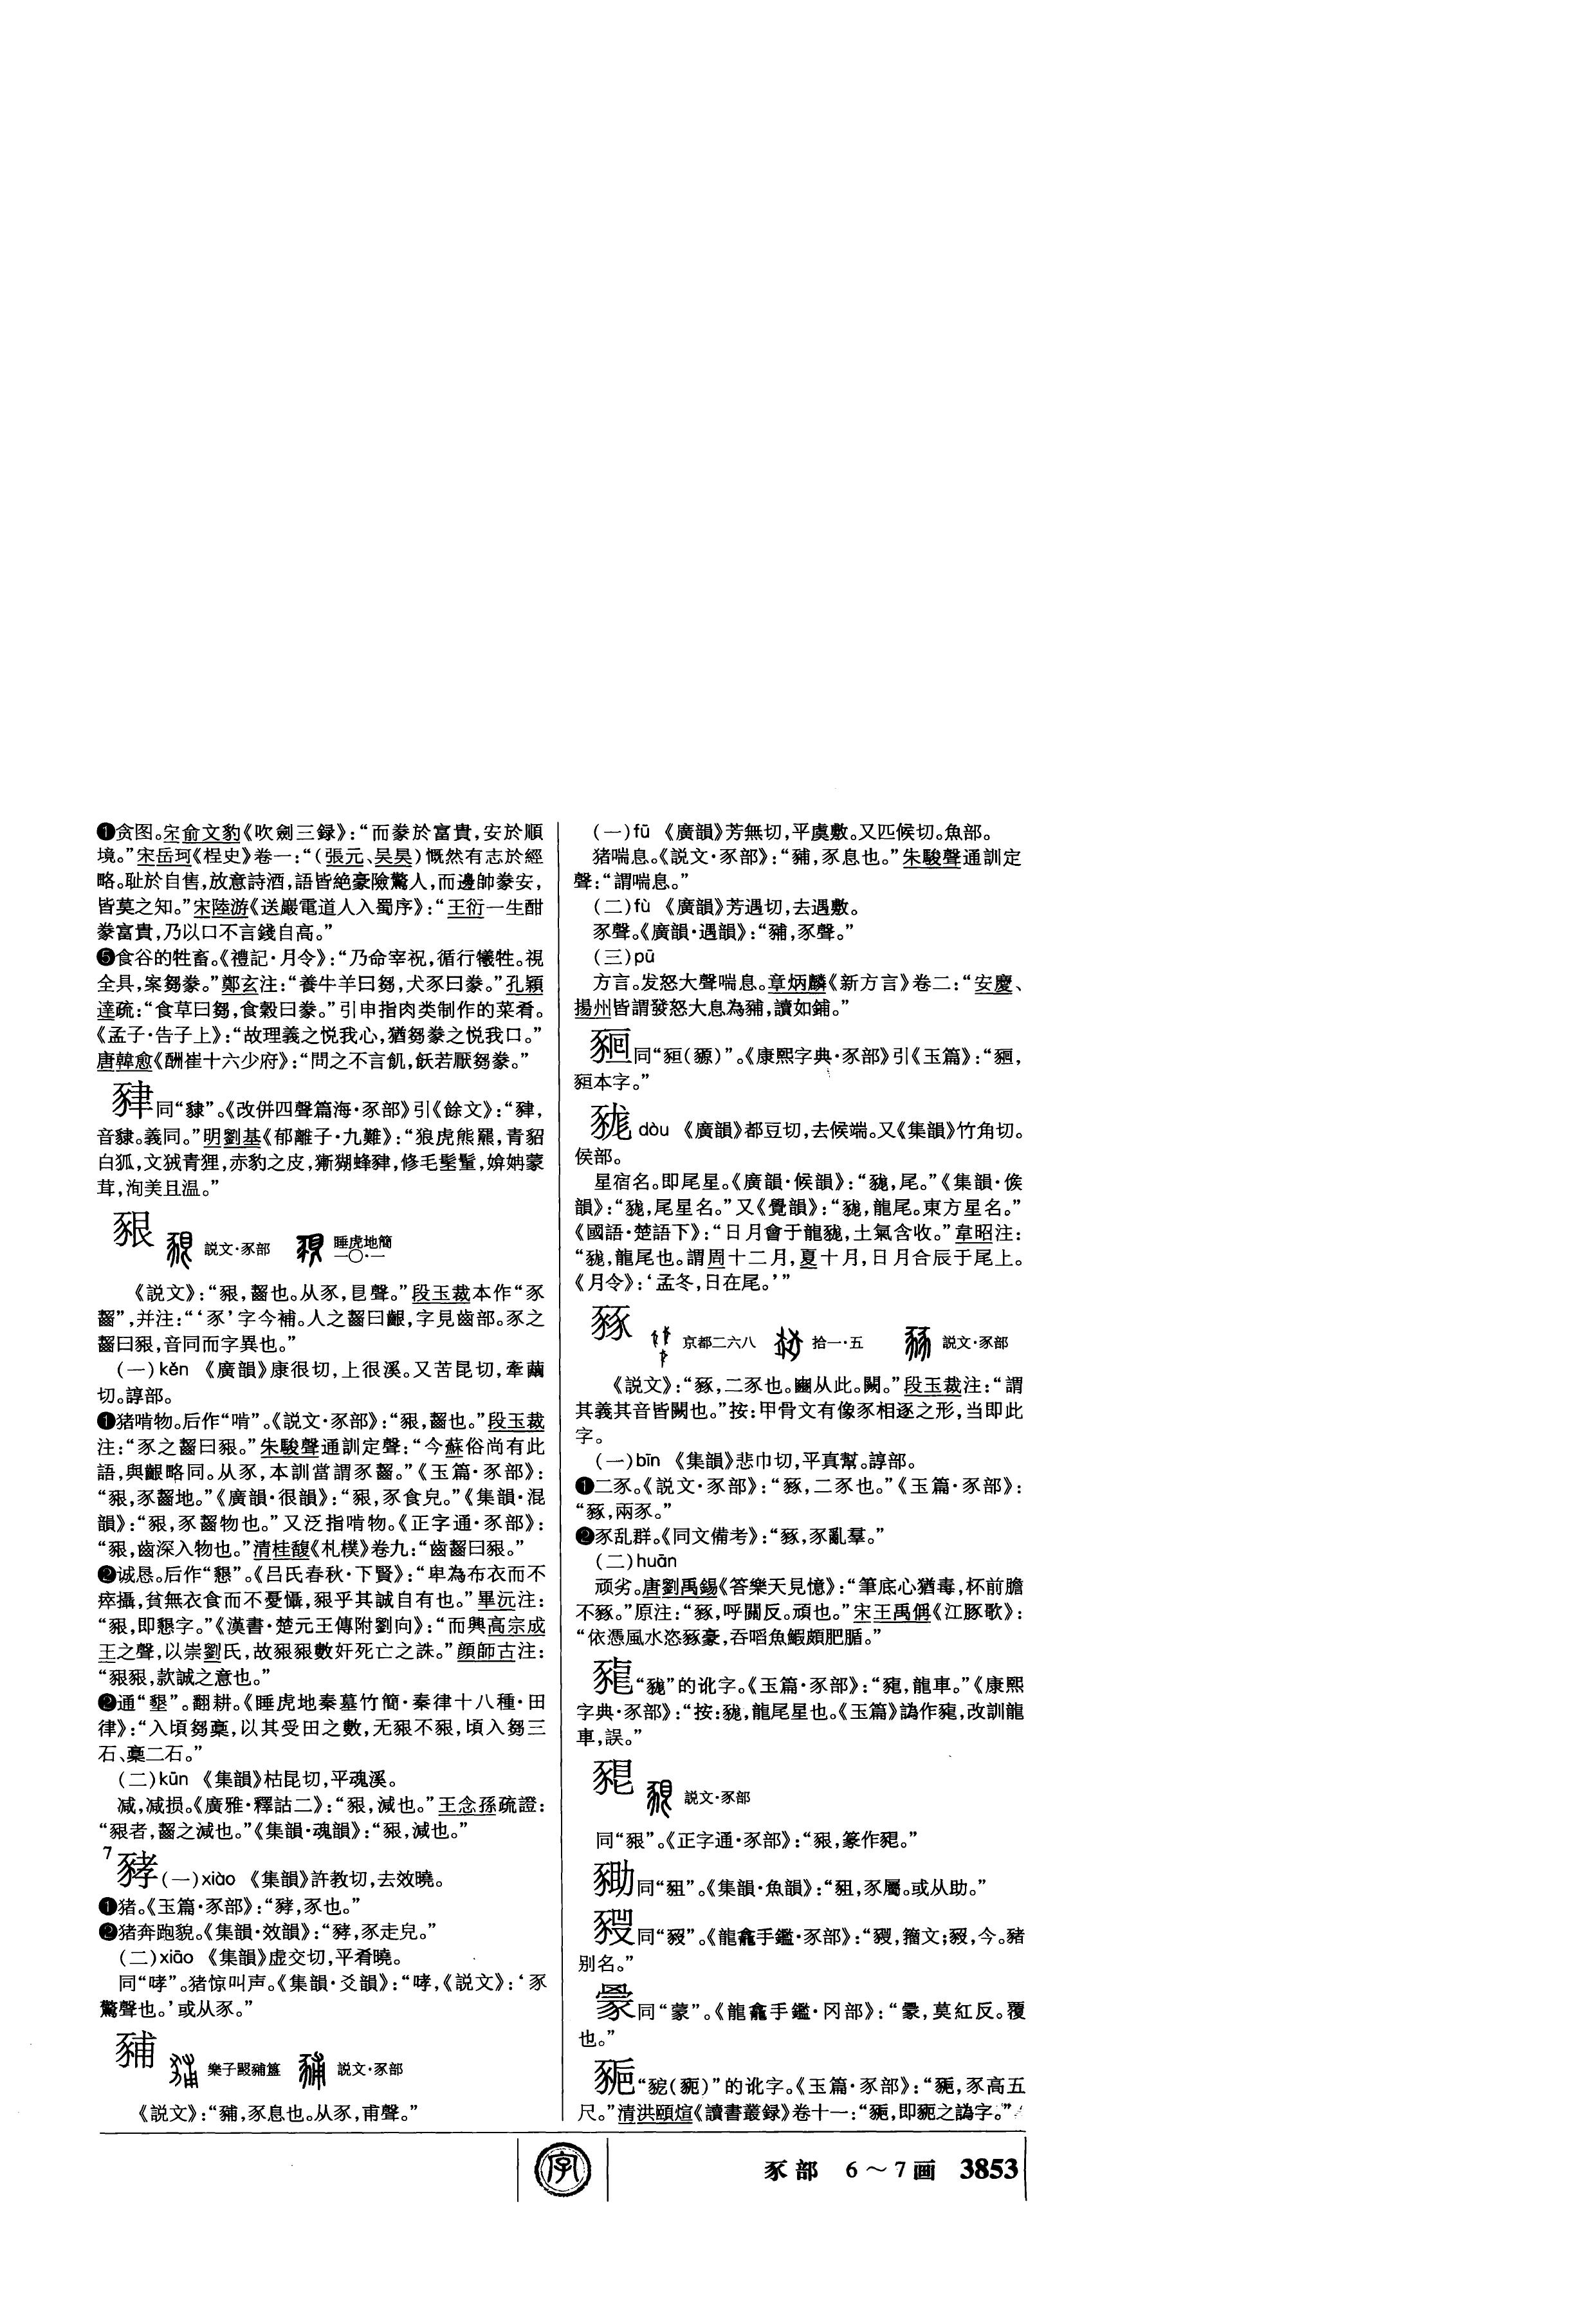 ❶贪图。宋俞文豹《吹劍三録》：“而豢於富貴，安於順
境。”宋岳珂《桯史》卷一：“(張元、吴昊)慨然有志於經
略。耻於自售，放意詩酒，語皆絶豪險驚人，而邊帥豢安，
皆莫之知。”宋陸游《送巖電道人入蜀序》：“王衍一生酣
豢富貴，乃以口不言錢自高。”
❺食谷的牲畜。《禮記·月令》：“乃命宰祝，循行犧牲。視
全具，案芻豢。”鄭玄注：“養牛羊曰芻，犬豕曰豢。”孔穎
達疏：“食草曰芻，食穀曰豢。”引申指肉类制作的菜肴。
《孟子·告子上》：“故理義之悦我心，猶芻豢之悦我口。”
唐韓愈《酬崔十六少府》：“問之不言飢，飫若厭芻豢。”
同“貄”。《改併四聲篇海·豕部》引《餘文》：“
音貄。義同。”明劉基《郁離子·九難》：“狼虎熊羆，青貂
白狐，文狨青狸，赤豹之皮，獑猢蜂，修毛髬，蒙
茸，洵美且温。”
豤 説文·豕部 睡虎地簡一〇·一
《説文》：“豤，齧也。从豕，皀聲。”段玉裁本作“豕
齧”，并注：“‘豕’字今補。人之齧曰齦，字見齒部。豕之
齧曰豤，音同而字異也。”
(一)kěn 《廣韻》康很切，上很溪。又苦昆切，牽繭
切。諄部。
❶猪啃物。后作“啃”。《説文·豕部》：“豤，齧也。”段玉裁
注：“豕之齧曰豤。”朱駿聲通訓定聲：“今蘇俗尚有此
語，與齦略同。从豕，本訓當謂豕齧。”《玉篇·豕部》：
“豤，豕齧地。”《廣韻·很韻》：“豤，豕食皃。”《集韻·混
韻》：“豤，豕齧物也。”又泛指啃物。《正字通·豕部》：
“豤，齒深入物也。”清桂馥《札樸》卷九：“齒齧曰豤。”
❷诚恳。后作“懇”。《吕氏春秋·下賢》：“卑為布衣而不
瘁攝，貧無衣食而不憂懾，豤乎其誠自有也。”畢沅注：
“豤，即懇字。”《漢書·楚元王傳附劉向》：“而興高宗成
王之聲，以崇劉氏，故豤豤數奸死亡之誅。”顔師古注：
“豤豤，款誠之意也。”
❷通“墾”。翻耕。《睡虎地秦墓竹簡·秦律十八種·田
律》：“入頃芻稾，以其受田之數，无豤不豤，頃入芻三
石、稾二石。”
(二)kūn 《集韻》枯昆切，平魂溪。
减，减损。《廣雅·釋詁二》：“豤，減也。”王念孫疏證：
“豤者，齧之減也。”《集韻·魂韻》：“豤，減也。”
7
豷(一)xiào 《集韻》許教切，去效曉。
❶猪。《玉篇·豕部》：“，豕也。”
❷猪奔跑貌。《集韻·效韻》：“，豕走皃。”
(二)xiāo 《集韻》虚交切，平肴曉。
同“哮”。猪惊叫声。《集韻·爻韻》：“哮，《説文》：‘豕
驚聲也。’或从豕。”
豧 樂子敃豧簠 説文·豕部
《説文》：“豧，豕息也。从豕，甫聲。”
(一)fū 《廣韻》芳無切，平虞敷。又匹候切。魚部。
猪喘息。《説文·豕部》：“豧，豕息也。”朱駿聲通訓定
聲：“謂喘息。”
(二)fù 《廣韻》芳遇切，去遇敷。
豕聲。《廣韻·遇韻》：“豧，豕聲。”
(三)pū
方言。发怒大聲喘息。章炳麟《新方言》卷二：“安慶、
揚州皆謂發怒大息為豧，讀如鋪。”
同“豲(豲)”。《康熙字典·豕部》引《玉篇》：“
本字。”
dòu 《廣韻》都豆切，去候端。又《集韻》竹角切。
侯部。
星宿名。即尾星。《廣韻·候韻》：“，尾。”《集韻·候
韻》：“，尾星名。”又《覺韻》：“，龍尾。東方星名。”
《國語·楚語下》：“日月會于龍，土氣含收。”韋昭注：
“，龍尾也。謂周十二月，夏十月，日月合辰于尾上。
《月令》：‘孟冬，日在尾。’”
豩 京都二六八 拾一·五 説文·豕部
《説文》：“豩，二豕也。豳从此。闕。”段玉裁注：“謂
其義其音皆闕也。”按：甲骨文有像豕相逐之形，当即此
字。
(一)bīn 《集韻》悲巾切，平真幫。諄部。
❶二豕。《説文·豕部》：“豩，二豕也。”《玉篇·豕部》：
“豩，兩豕。”
❷豕乱群。《同文備考》：“豩，豕亂羣。”
(二)huān
顽劣。唐劉禹錫《答樂天見憶》：“筆底心猶毒，杯前膽
不豩。”原注：“豩，呼關反。頑也。”宋王禹偁《江豚歌》：
“依憑風水恣豩豪，吞啗魚鰕頗肥腯。”
“”的讹字。《玉篇·豕部》：“，龍車。”《康熙
字典·豕部》：“按：，龍尾星也。《玉篇》譌作，改訓龍
車，誤。”
説文·豕部
同“豤”。《正字通·豕部》：“豤，篆作。”
同“豠”。《集韻·魚韻》：“豠，豕屬。或从助。”
同“豛”。《龍龕手鑑·豕部》：“，籀文；豛，今。豬
别名。”
同“蒙”。《龍龕手鑑·冈部》：“，莫紅反。覆
也。”
“豟”的讹字。《玉篇·豕部》：“，豕高五
尺。”清洪頤煊《讀書叢録》卷十一：“，即豟之譌字。”
字
豕部 6～7画 3853